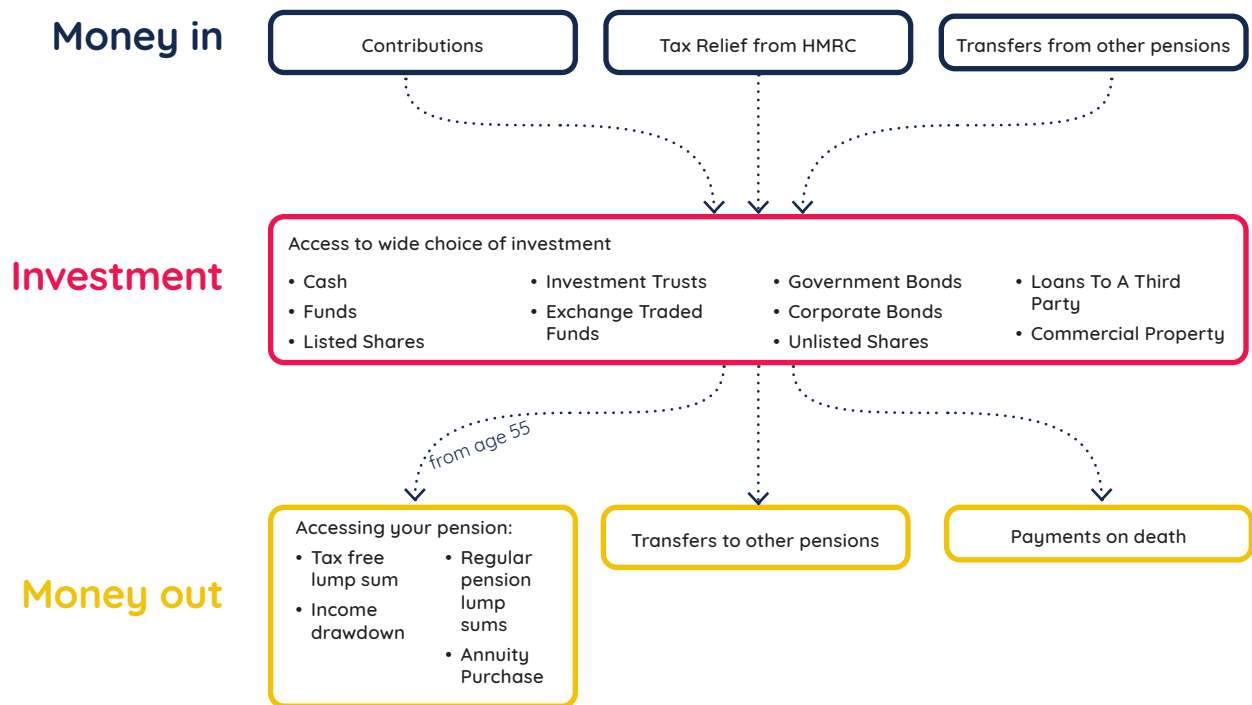 Money in
Contributions
Tax Relief from HMRC
Transfers from other pensions
Investment
Access to wide choice of investment
• Cash
• Funds
• Listed Shares
• Investment Trusts
• Exchange Traded
Funds
• Government Bonds
• Corporate Bonds
• Unlisted Shares
• Loans To A Third
Party
• Commercial Property
from age 55
Money out
Accessing your pension:
• Tax free
lump sum
• Income
drawdown
• Regular
pension
lump
sums
• Annuity
Purchase
Transfers to other pensions
Payments on death